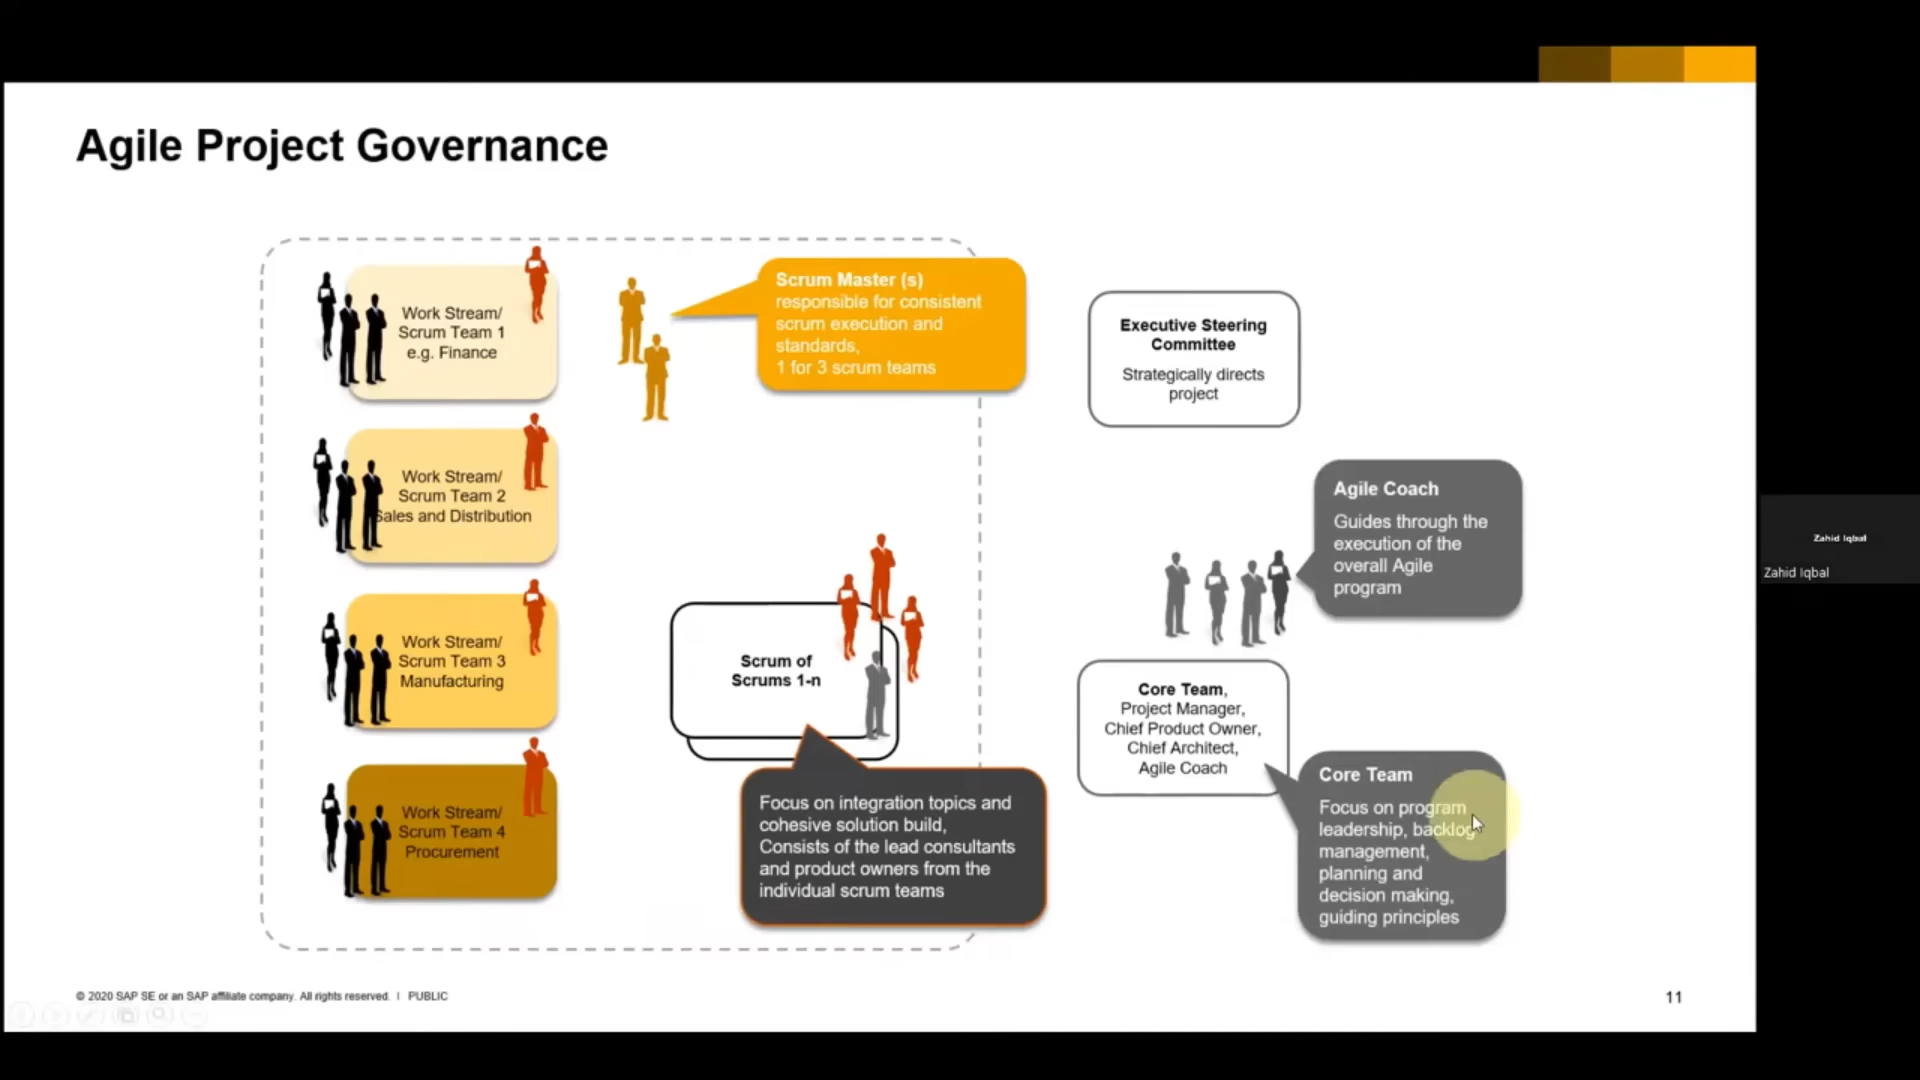 Agile Project Governance
Work Stream/
Scrum Team 1
e.g. Finance
Scrum Master (s)
responsible for consistent
scrum execution and
standards,
1 for 3 scrum teams
Executive Steering
Committee
Strategically directs
project
Work Stream/
Scrum Team 2
Sales and Distribution
Agile Coach
Guides through the
execution of the
overall Agile
program
Zahid Iqbal
Zahid Iqbal
Work Stream/
Scrum Team 3
Manufacturing
Scrum of
Scrums 1-n
Core Team,
Project Manager,
Chief Product Owner,
Chief Architect,
Agile Coach
Work Stream/
Scrum Team 4
Procurement
Focus on integration topics and
cohesive solution build,
Consists of the lead consultants
and product owners from the
individual scrum teams
Core Team
Focus on program
leadership, backlog
management,
planning and
decision making,
guiding principles
© 2020 SAP SE or an SAP affiliate company. All rights reserved. | PUBLIC
11